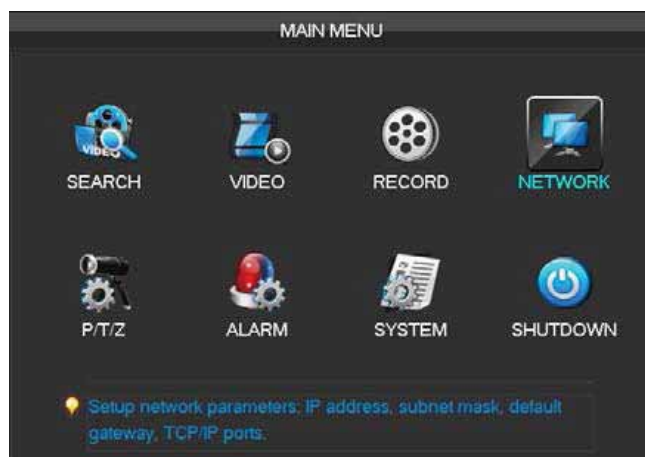 MAIN MENU
VIDEO
SEARCH VIDEO RECORD NETWORK
P/T/Z ALARM SYSTEM SHUTDOWN
Setup network parameters: IP address, subnet mask, default
gateway, TCP/IP ports.